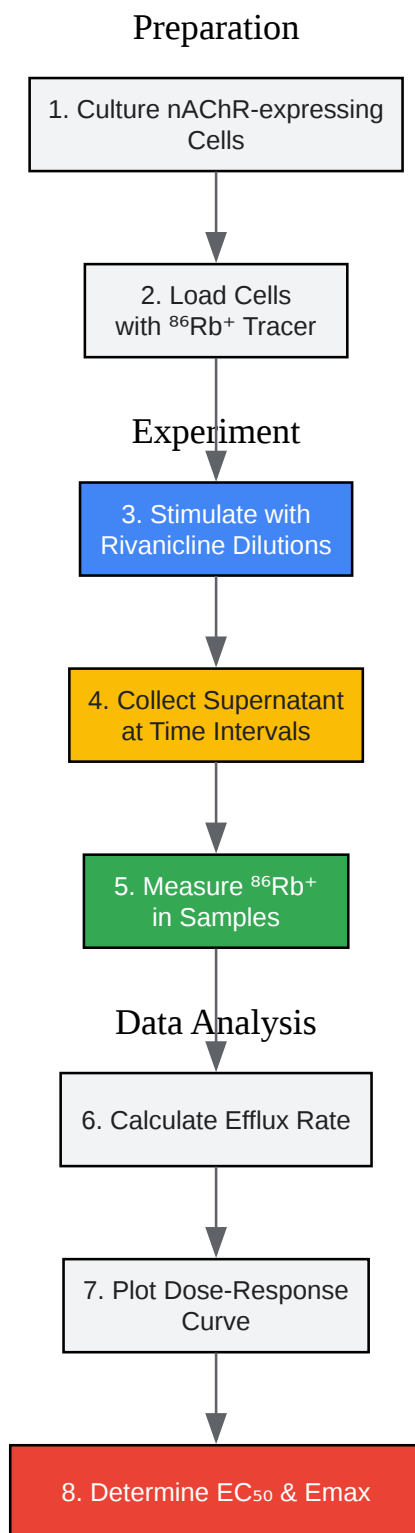 Preparation
1. Culture nAChR-expressing
Cells
2. Load Cells
with ⁸⁶Rb⁺ Tracer
Experiment
3. Stimulate with
Rivanicline Dilutions
4. Collect Supernatant
at Time Intervals
5. Measure ⁸⁶Rb⁺
in Samples
Data Analysis
6. Calculate Efflux Rate
7. Plot Dose-Response
Curve
8. Determine EC₅₀ & Emax